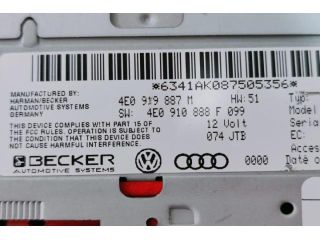 *6341AK087505356*
MANUFACTURED BY:
HARMAN/BECKER
AUTOMOTIVE SYSTEMS
GERMANY
4E0 919 887 M HW: 51 Typ:
SW: 4E0 910 888 F 099 Model
THIS DEVICE COMPLIES WITH PART 15 OF 12 Volt Seria
THE FCC RULES. OPERATION IS SUBJECT 074 JTB EC:
TO THE CONDITION THAT THIS DEVICE DOES
NOT CAUSE HARMFUL INTERFERENCE. Acces
BECKER 0000 Date o
AUTOMOTIVE SYSTEMS